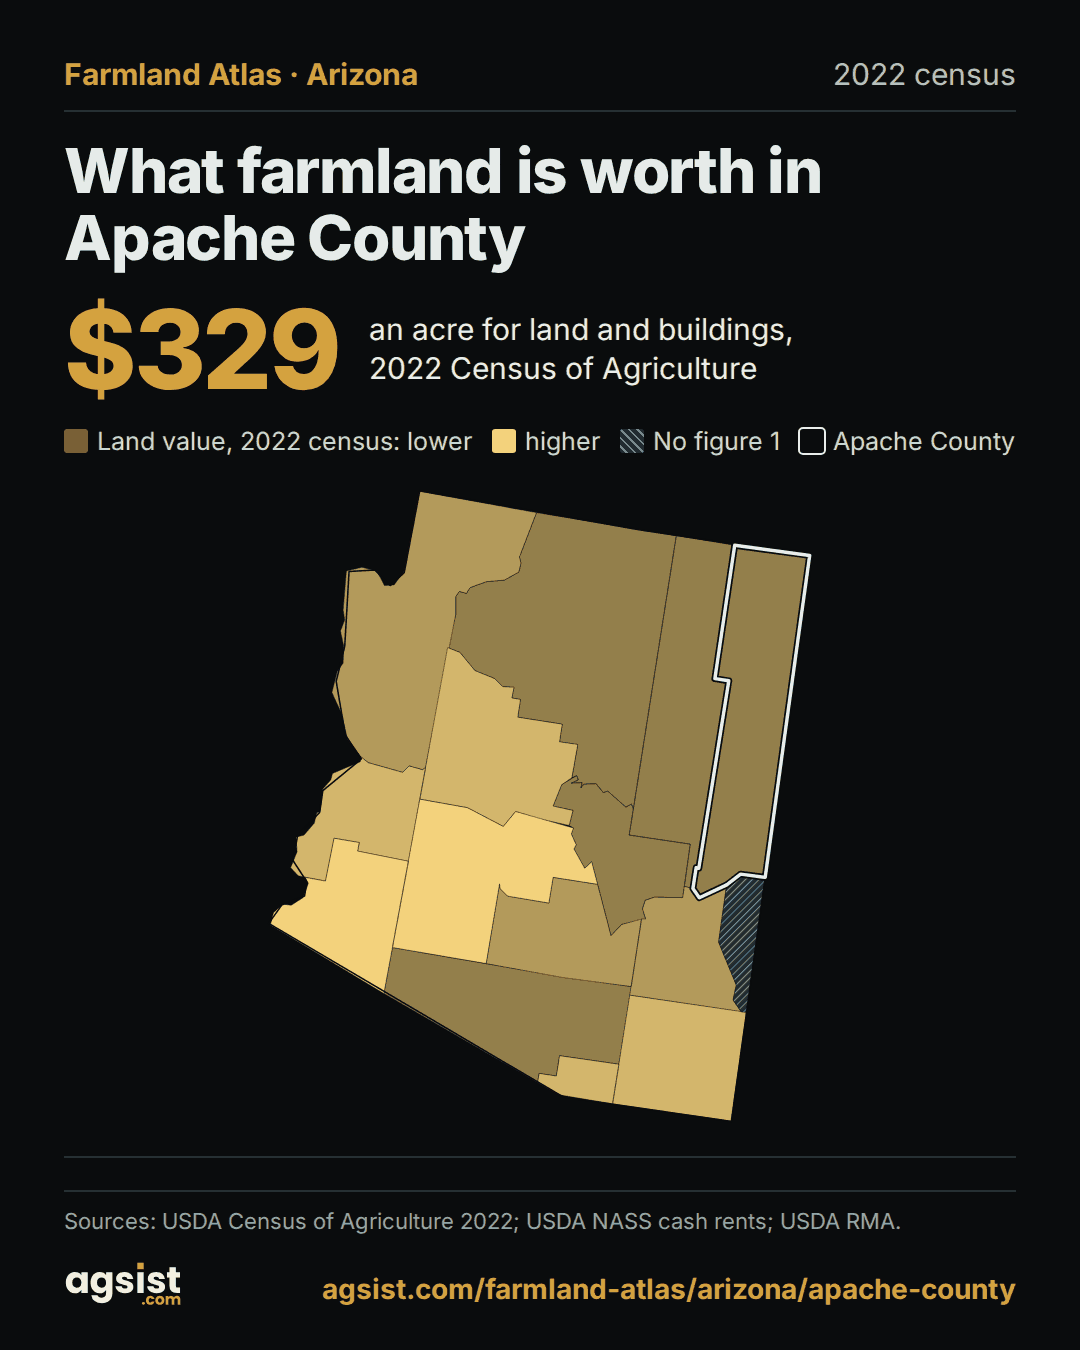 Farmland Atlas · Arizona
2022 census
What farmland is worth in
Apache County
$329
an acre for land and buildings,
2022 Census of Agriculture
Land value, 2022 census: lower
higher
No figure 1
Apache County
Sources: USDA Census of Agriculture 2022; USDA NASS cash rents; USDA RMA.
agsist
.com
agsist.com/farmland-atlas/arizona/apache-county